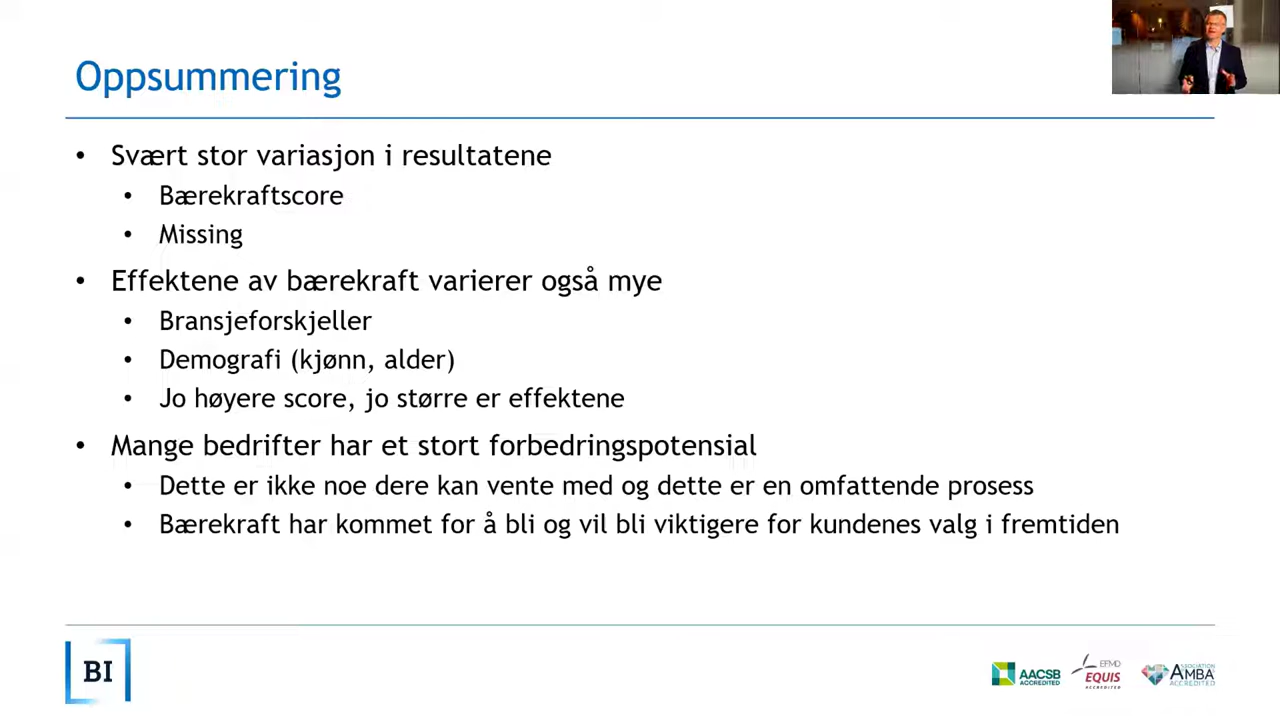 Oppsummering
• Svært stor variasjon i resultatene
• Bærekraftscore
• Missing
• Effektene av bærekraft varierer også mye
• Bransjeforskjeller
• Demografi (kjønn, alder)
• Jo høyere score, jo større er effektene
• Mange bedrifter har et stort forbedringspotensial
• Dette er ikke noe dere kan vente med og dette er en omfattende prosess
• Bærekraft har kommet for å bli og vil bli viktigere for kundenes valg i fremtiden
BI
AACSB
ACCREDITED
EFMD
EQUIS
ACCREDITED
ASSOCIATION
AMBA
ACCREDITED